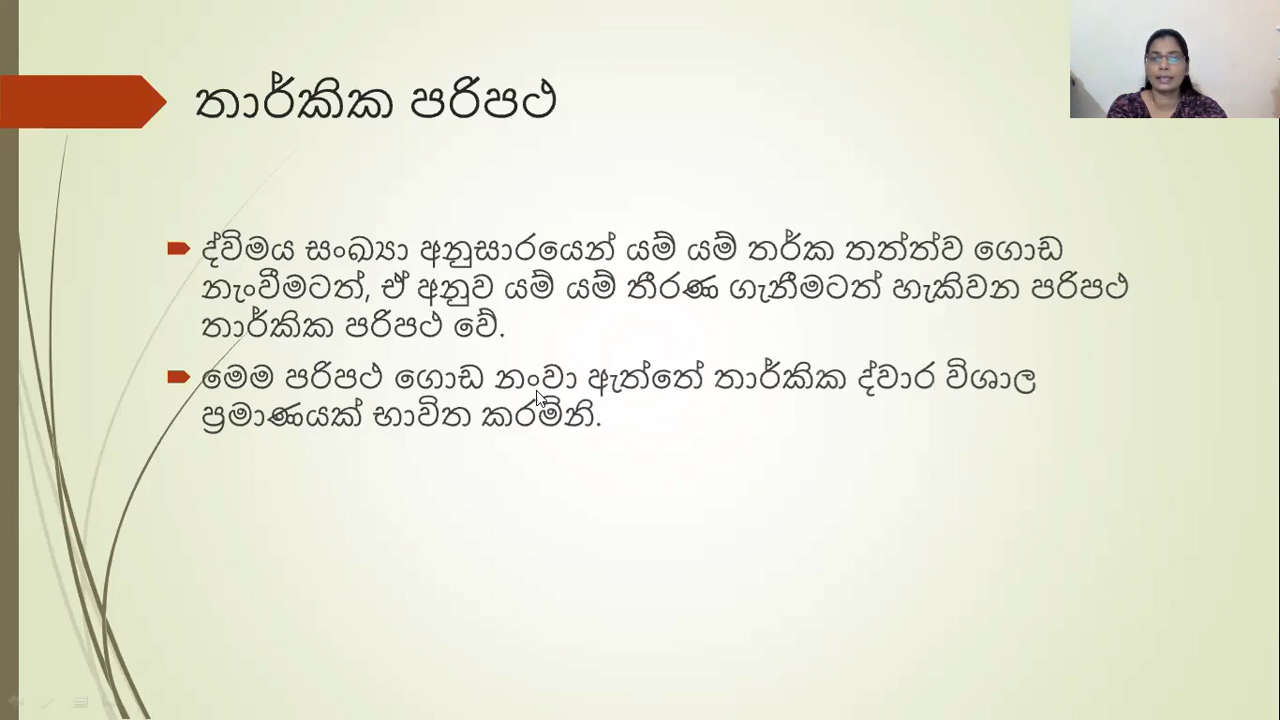 තාර්කික පරිපථ
ද්විමය සංඛ්‍යා අනුසාරයෙන් යම් යම් තර්ක තත්ත්ව ගොඩ
නැංවීමටත්, ඒ අනුව යම් යම් තීරණ ගැනීමටත් හැකිවන පරිපථ
තාර්කික පරිපථ වේ.
මෙම පරිපථ ගොඩ නංවා ඇත්තේ තාර්කික ද්වාර විශාල
ප්‍රමාණයක් භාවිත කරමිනි.